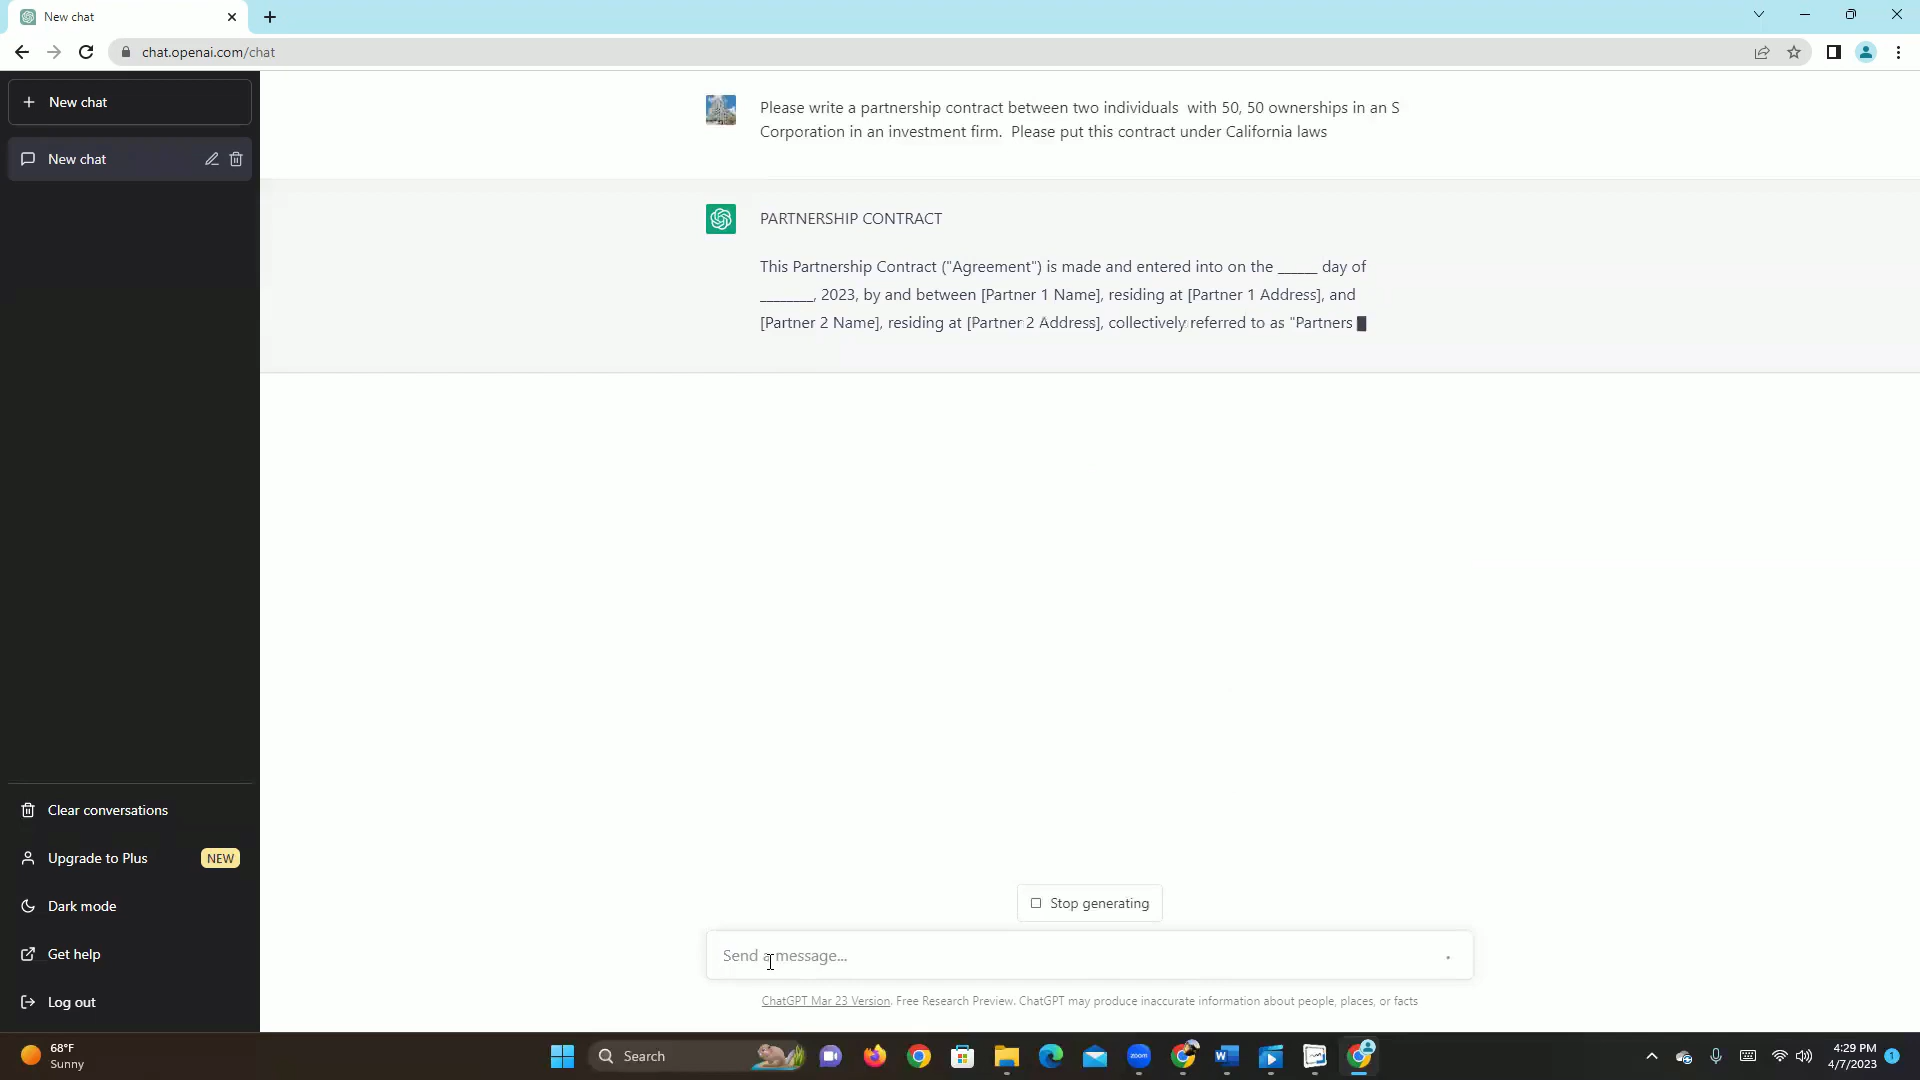 New chat
chat.openai.com/chat
New chat
New chat
Please write a partnership contract between two individuals  with 50, 50 ownerships in an S
Corporation in an investment firm.  Please put this contract under California laws
PARTNERSHIP CONTRACT
This Partnership Contract ("Agreement") is made and entered into on the ______ day of
________, 2023, by and between [Partner 1 Name], residing at [Partner 1 Address], and
[Partner 2 Name], residing at [Partner 2 Address], collectively referred to as "Partners
Clear conversations
Upgrade to Plus NEW
Dark mode
Get help
Log out
Stop generating
Send a message...
ChatGPT Mar 23 Version. Free Research Preview. ChatGPT may produce inaccurate information about people, places, or facts
68°F
Sunny
Search
zoom
4:29 PM
4/7/2023
1